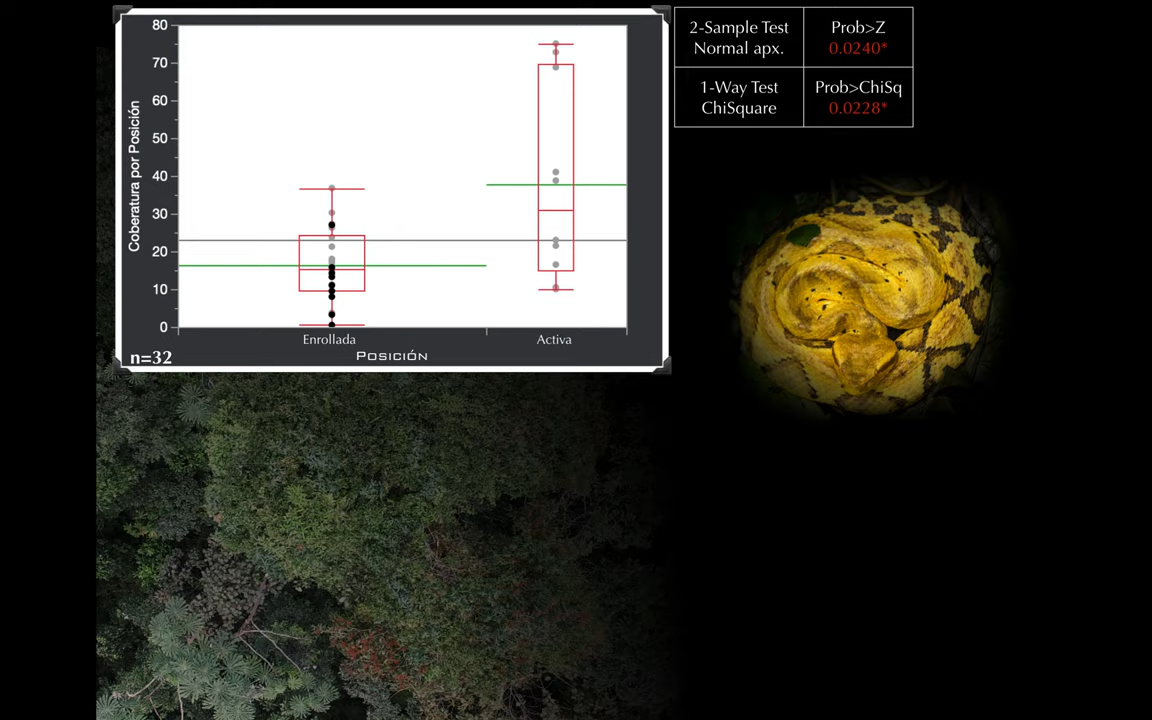 80
70
60
50
40
30
20
10
0
Coberatura por Posición
Enrollada
Activa
Posición
n=32
2-Sample Test
Normal apx.
Prob>Z
0.0240*
1-Way Test
ChiSquare
Prob>ChiSq
0.0228*